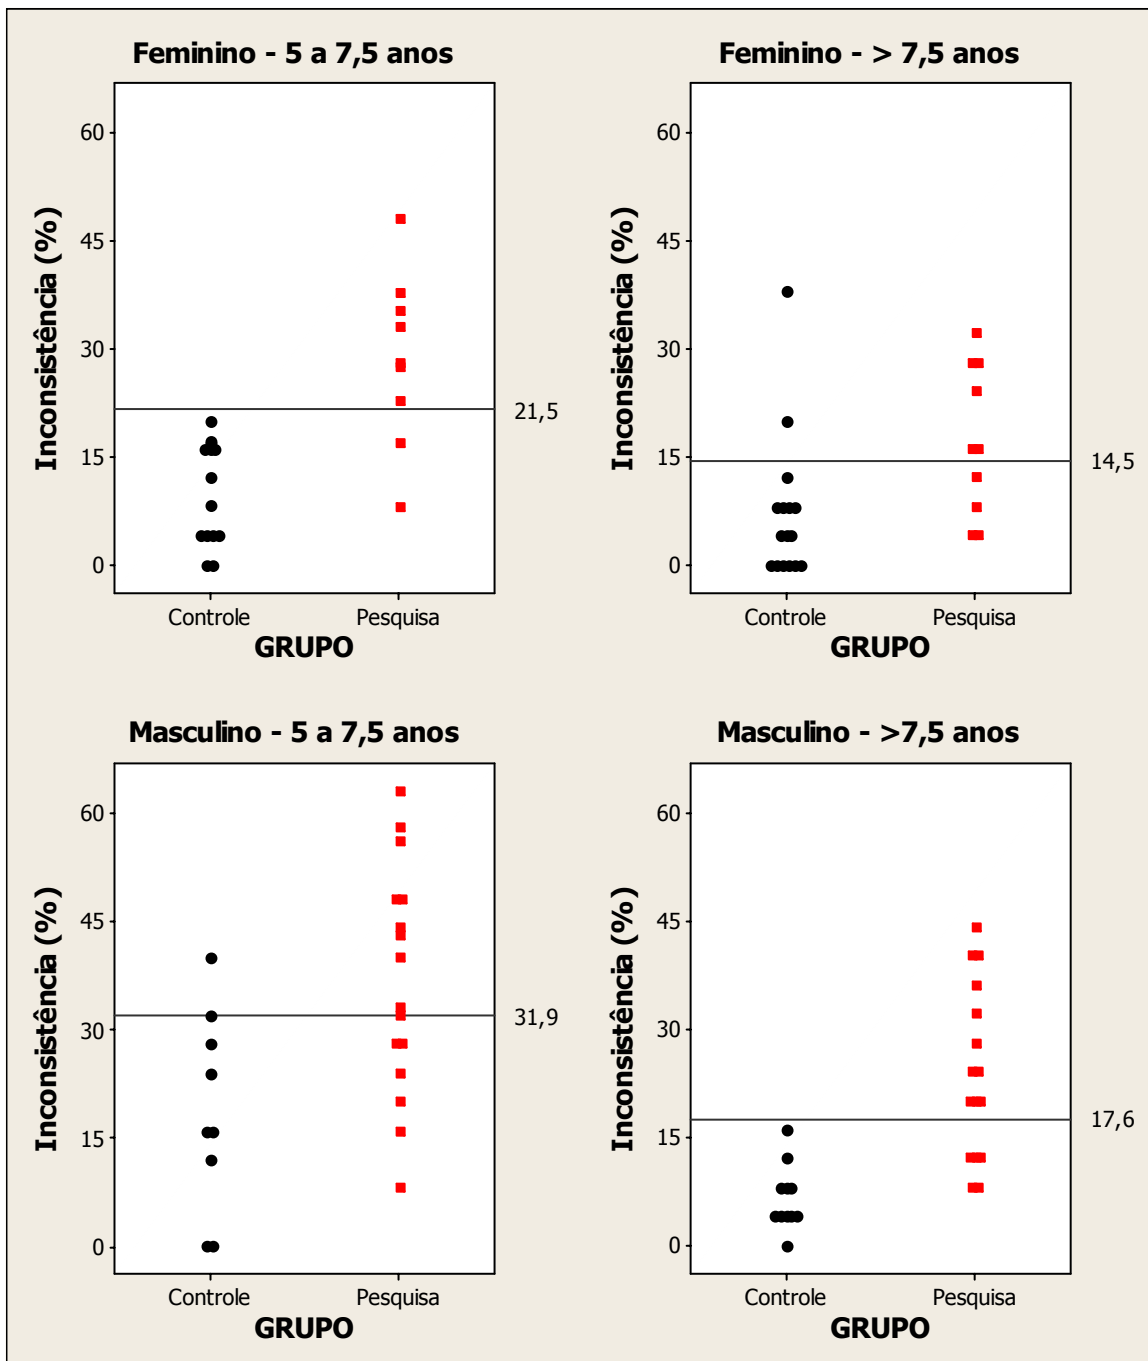 Feminino - 5 a 7,5 anos
Inconsistência (%)
60
45
30
15
0
21,5
Controle Pesquisa
GRUPO
Feminino - > 7,5 anos
Inconsistência (%)
60
45
30
15
0
14,5
Controle Pesquisa
GRUPO
Masculino - 5 a 7,5 anos
Inconsistência (%)
60
45
30
15
0
31,9
Controle Pesquisa
GRUPO
Masculino - >7,5 anos
Inconsistência (%)
60
45
30
15
0
17,6
Controle Pesquisa
GRUPO